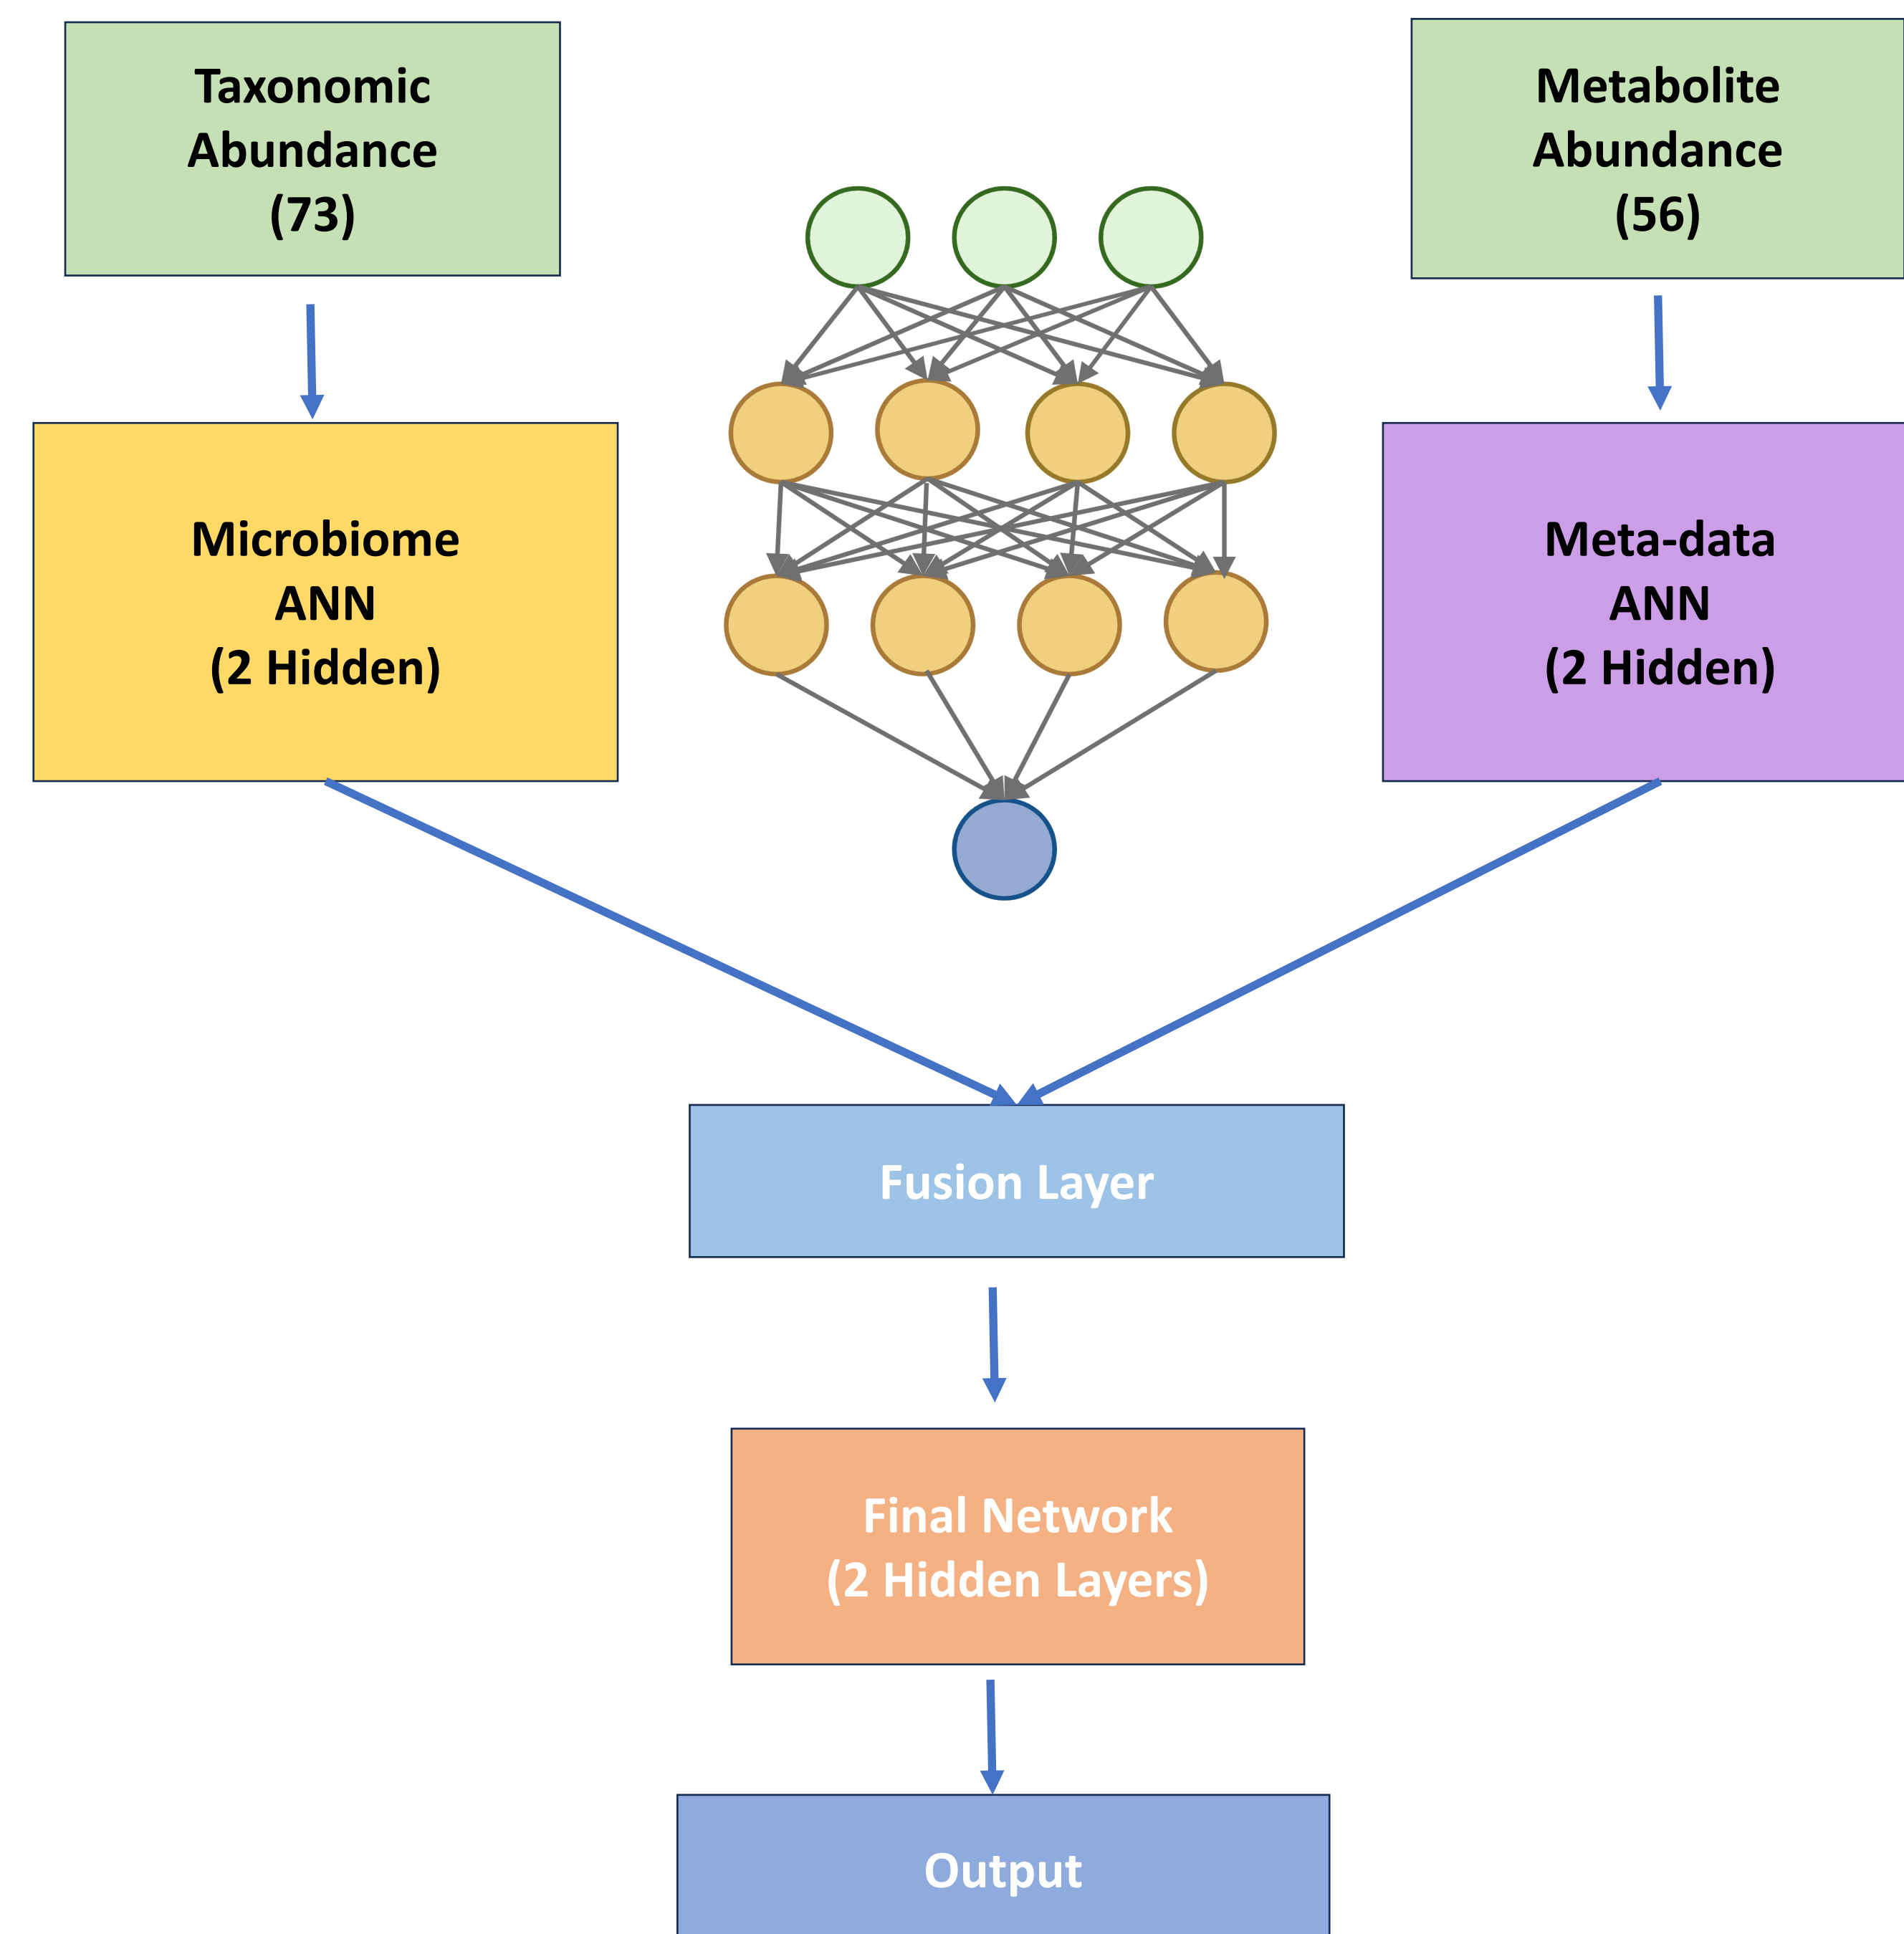 Taxonomic
Abundance
(73)
Metabolite
Abundance
(56)
Microbiome
ANN
(2 Hidden)
Meta-data
ANN
(2 Hidden)
Fusion Layer
Final Network
(2 Hidden Layers)
Output